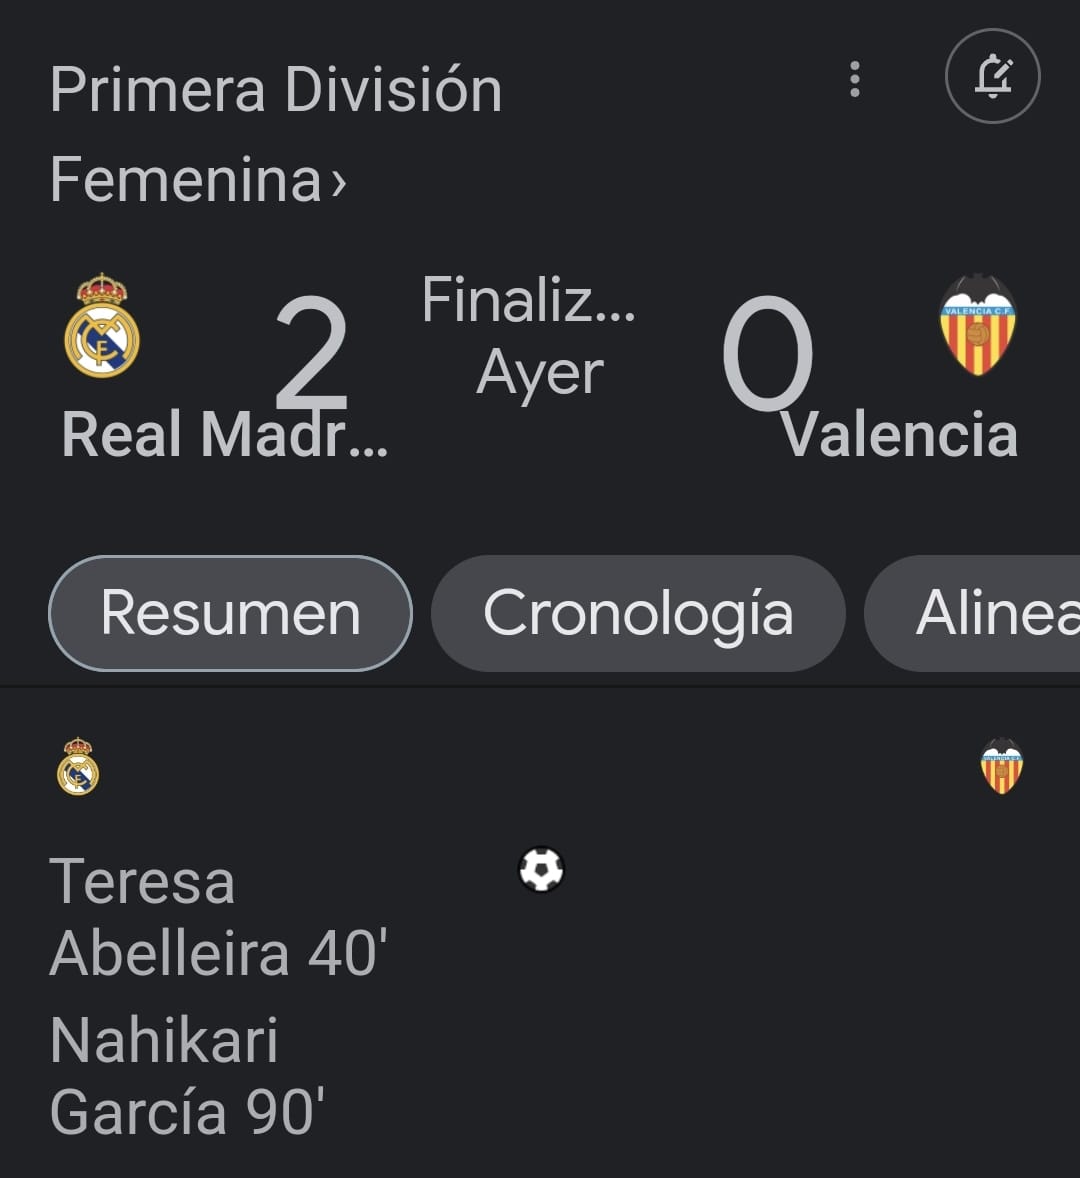 Primera División
Femenina ›
2
Finaliz...
Ayer
0
VALENCIA C.F
Real Madr...
Valencia
Resumen
Cronología
Alinea
Teresa
Abelleira 40'
Nahikari
García 90'